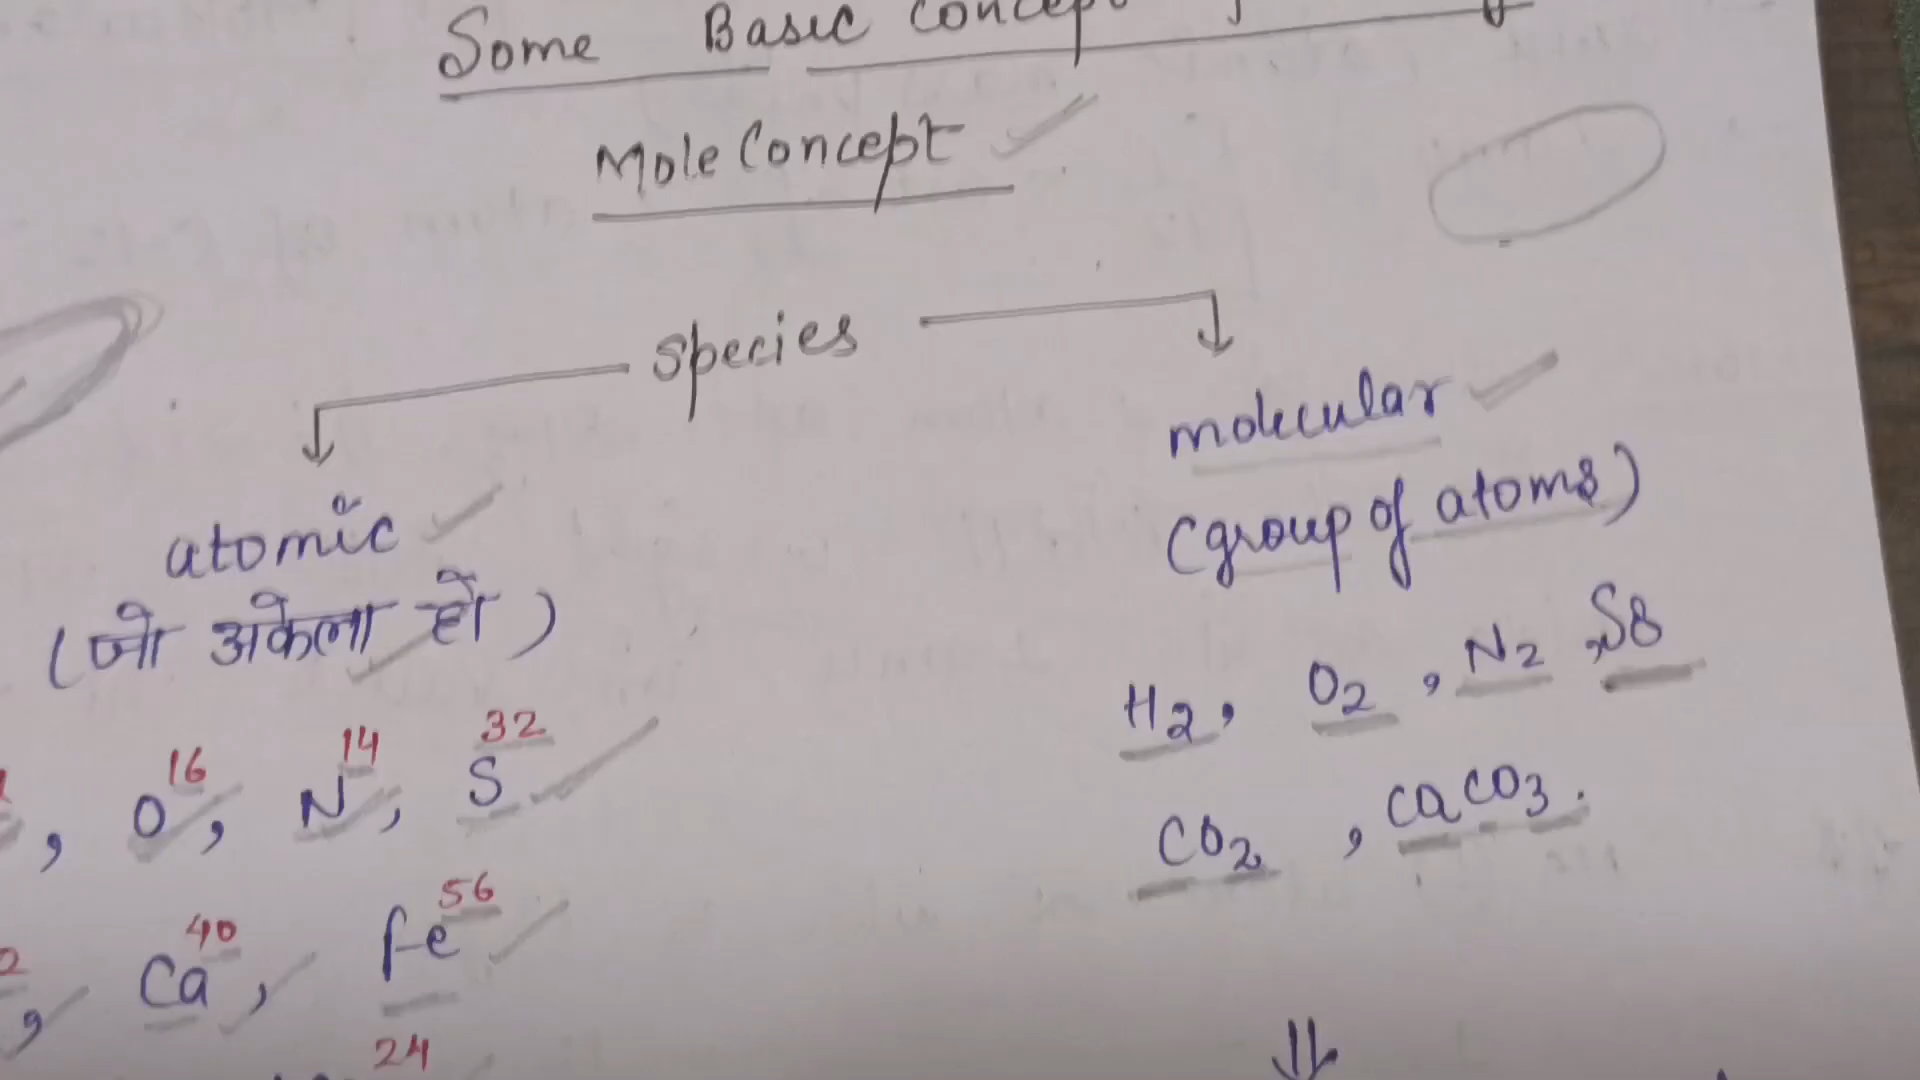 Some Basic concept
Mole Concept
Species
atomic
(जो अकेला हो)
molecular
(group of atoms)
H2, O2, N2, S8
CO2, CaCO3.
, O 16, N 14, S 32
, Ca 40, Fe 56
24